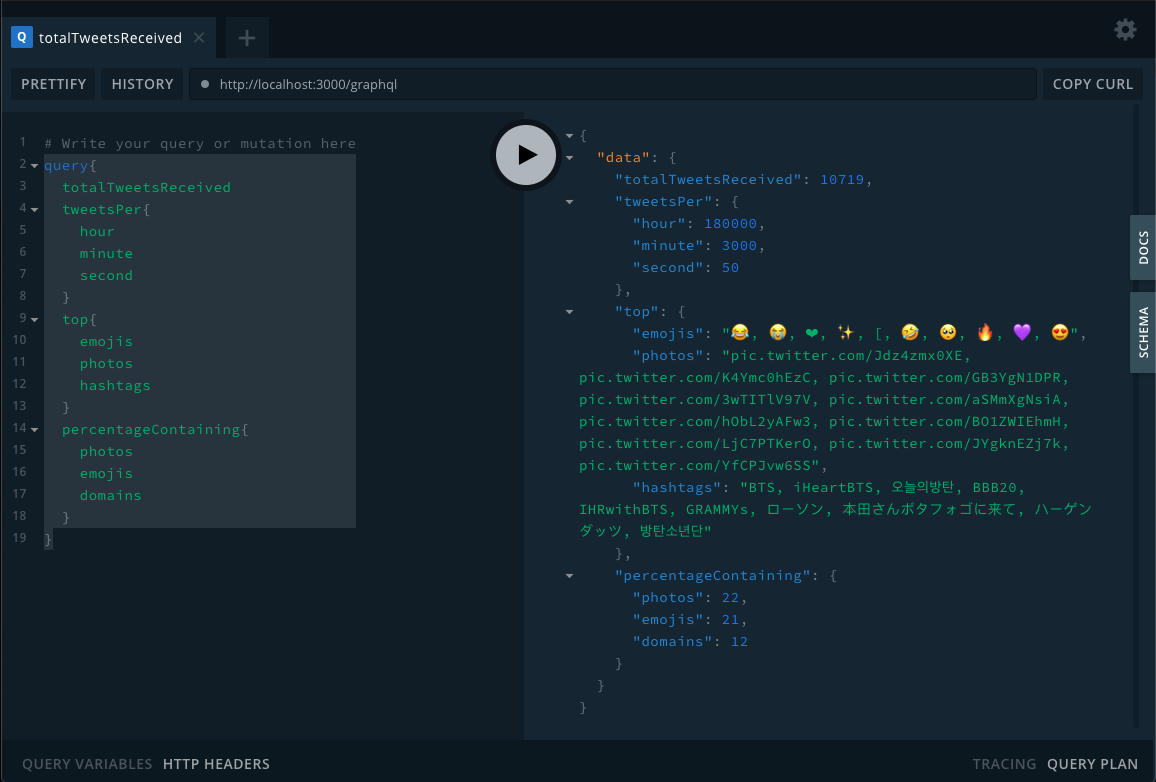 Q totalTweetsReceived ×
PRETTIFY HISTORY http://localhost:3000/graphql COPY CURL
1 # Write your query or mutation here
2 query{
3 totalTweetsReceived
4 tweetsPer{
5 hour
6 minute
7 second
8 }
9 top{
10 emojis
11 photos
12 hashtags
13 }
14 percentageContaining{
15 photos
16 emojis
17 domains
18 }
19 }
{
"data": {
"totalTweetsReceived": 10719,
"tweetsPer": {
"hour": 180000,
"minute": 3000,
"second": 50
},
"top": {
"emojis": "😂, 😭, ❤, ✨, [, 🤣, 🥺, 🔥, 💜, 😍",
"photos": "pic.twitter.com/Jdz4zmx0XE,
pic.twitter.com/K4Ymc0hEzC, pic.twitter.com/GB3YgN1DPR,
pic.twitter.com/3wTITlV97V, pic.twitter.com/aSMmXgNsiA,
pic.twitter.com/hObL2yAFw3, pic.twitter.com/BO1ZWIEhmH,
pic.twitter.com/LjC7PTKerO, pic.twitter.com/JYgknEZj7k,
pic.twitter.com/YfCPJvw6SS",
"hashtags": "BTS, iHeartBTS, 오늘의방탄, BBB20,
IHRwithBTS, GRAMMYs, ローソン, 本田さんボタフォゴに来て, ハーゲン
ダッツ, 방탄소년단"
},
"percentageContaining": {
"photos": 22,
"emojis": 21,
"domains": 12
}
}
}
DOCS
SCHEMA
QUERY VARIABLES HTTP HEADERS TRACING QUERY PLAN